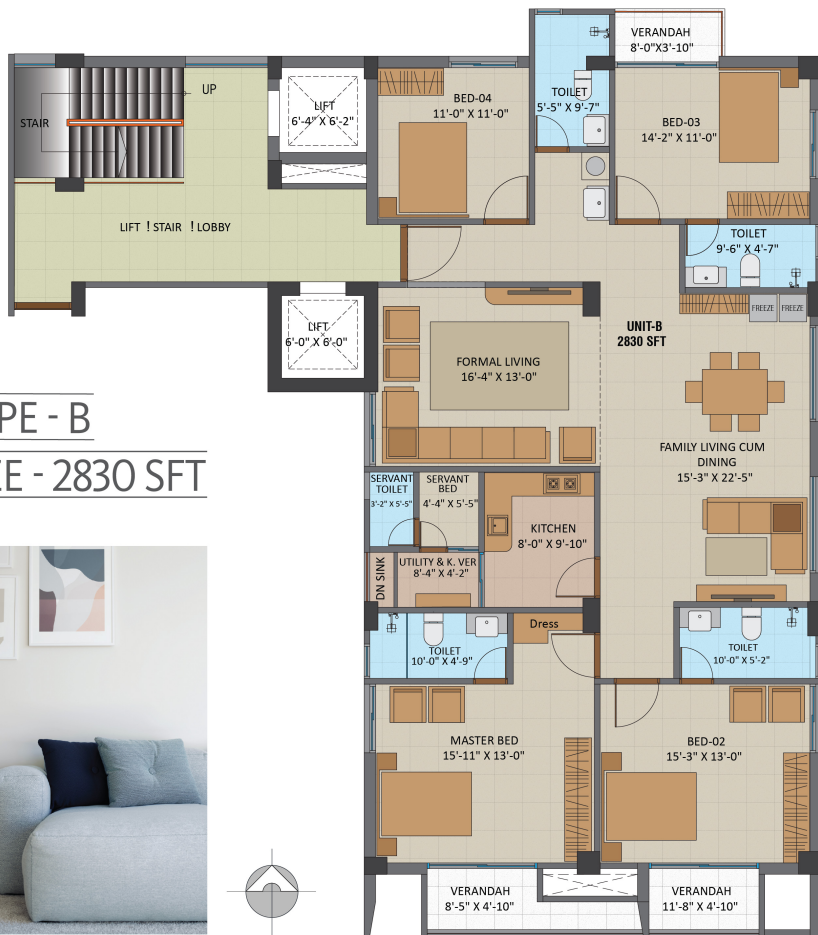 VERANDAH
8'-0"X3'-10"
UP
LIFT
6'-4" X 6'-2"
BED-04
11'-0" X 11'-0"
TOILET
5'-5" X 9'-7"
BED-03
14'-2" X 11'-0"
STAIR
LIFT ! STAIR ! LOBBY
TOILET
9'-6" X 4'-7"
FREEZE
FREEZE
LIFT
6'-0" X 6'-0"
UNIT-B
2830 SFT
FORMAL LIVING
16'-4" X 13'-0"
PE - B
E - 2830 SFT
FAMILY LIVING CUM
DINING
15'-3" X 22'-5"
SERVANT
TOILET
3'-2" X 5'-5"
SERVANT
BED
4'-4" X 5'-5"
KITCHEN
8'-0" X 9'-10"
DN SINK
UTILITY & K. VER
8'-4" X 4'-2"
Dress
TOILET
10'-0" X 4'-9"
TOILET
10'-0" X 5'-2"
MASTER BED
15'-11" X 13'-0"
BED-02
15'-3" X 13'-0"
VERANDAH
8'-5" X 4'-10"
VERANDAH
11'-8" X 4'-10"